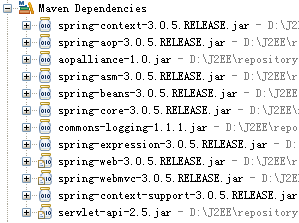 Maven Dependencies
spring-context-3.0.5.RELEASE.jar - D:\J2EE
spring-aop-3.0.5.RELEASE.jar - D:\J2EE\re
aopalliance-1.0.jar - D:\J2EE\repository
spring-asm-3.0.5.RELEASE.jar - D:\J2EE\re
spring-beans-3.0.5.RELEASE.jar - D:\J2EE\
spring-core-3.0.5.RELEASE.jar - D:\J2EE\r
commons-logging-1.1.1.jar - D:\J2EE\repos
spring-expression-3.0.5.RELEASE.jar - D:\
spring-web-3.0.5.RELEASE.jar - D:\J2EE\re
spring-webmvc-3.0.5.RELEASE.jar - D:\J2EE
spring-context-support-3.0.5.RELEASE.jar
servlet-api-2.5.jar - D:\J2EE\repository\